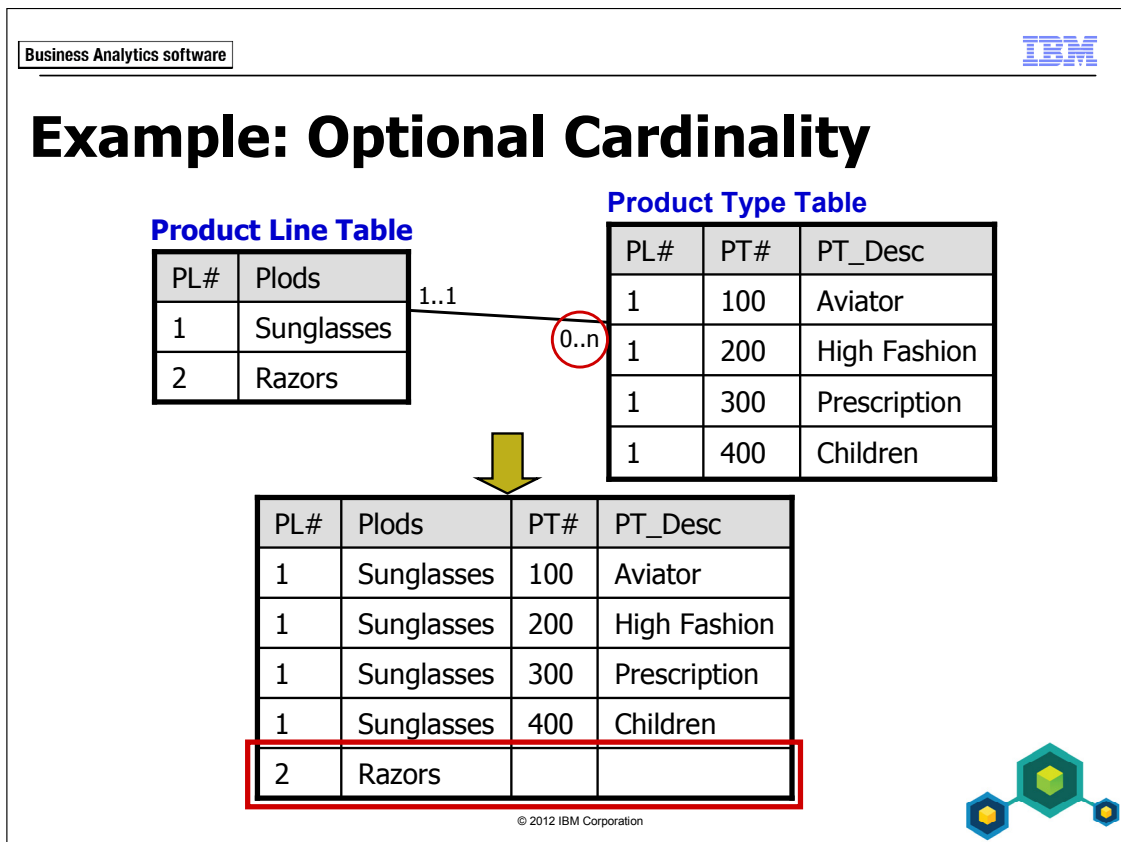 Business Analytics software
IBM
Example: Optional Cardinality
Product Line Table
PL# Plods
1 Sunglasses
2 Razors
1..1
0..n
Product Type Table
PL# PT# PT_Desc
1 100 Aviator
1 200 High Fashion
1 300 Prescription
1 400 Children
PL# Plods PT# PT_Desc
1 Sunglasses 100 Aviator
1 Sunglasses 200 High Fashion
1 Sunglasses 300 Prescription
1 Sunglasses 400 Children
2 Razors
© 2012 IBM Corporation